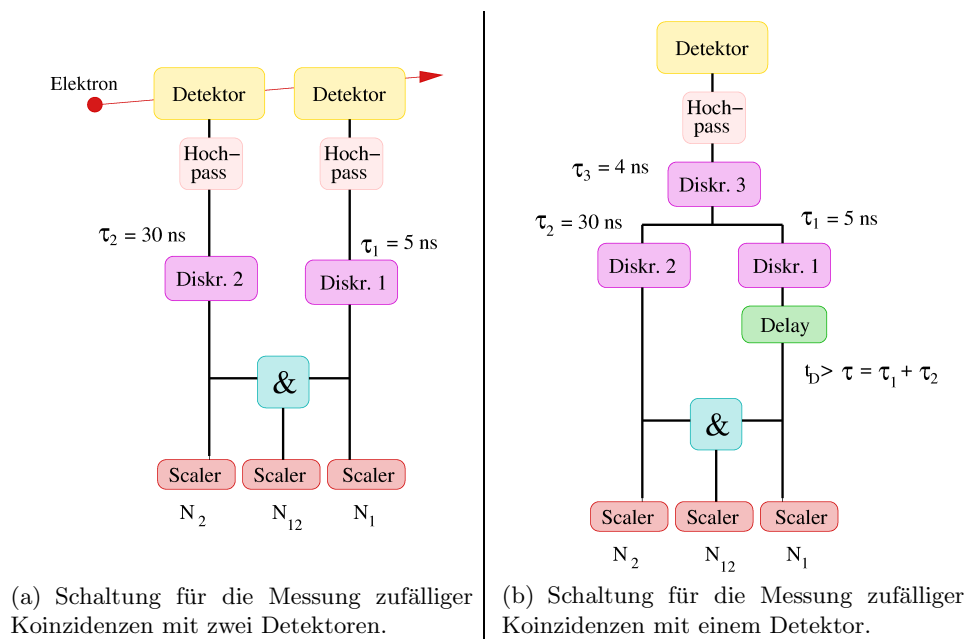 Elektron
Detektor Detektor
Hoch–
pass
Hoch–
pass
τ2 = 30 ns
τ1 = 5 ns
Diskr. 2
Diskr. 1
&
Scaler Scaler Scaler
N2 N12 N1
(a) Schaltung für die Messung zufälliger
Koinzidenzen mit zwei Detektoren.
Detektor
Hoch–
pass
τ3 = 4 ns
Diskr. 3
τ2 = 30 ns
τ1 = 5 ns
Diskr. 2 Diskr. 1
Delay
tD> τ = τ1 + τ2
&
Scaler Scaler Scaler
N2 N12 N1
(b) Schaltung für die Messung zufälliger
Koinzidenzen mit einem Detektor.